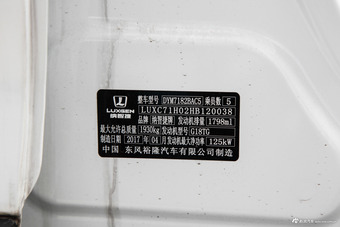 LUXGEN
纳智捷
整车型号 DYM7182BAC5 乘员数 5
LUXC71H02HB120038
品牌 纳智捷牌 发动机排量 1798ml
最大允许总质量 1930kg 发动机型号 G18TG
制造日期 2017 年 04 月 发动机最大净功率 125kW
中国 东风裕隆汽车有限公司制造